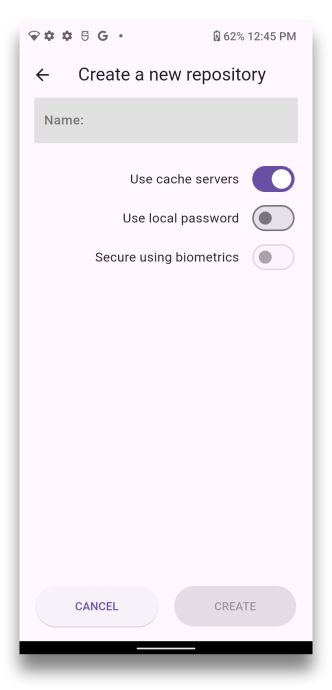 62% 12:45 PM
Create a new repository
Name:
Use cache servers
Use local password
Secure using biometrics
CANCEL CREATE